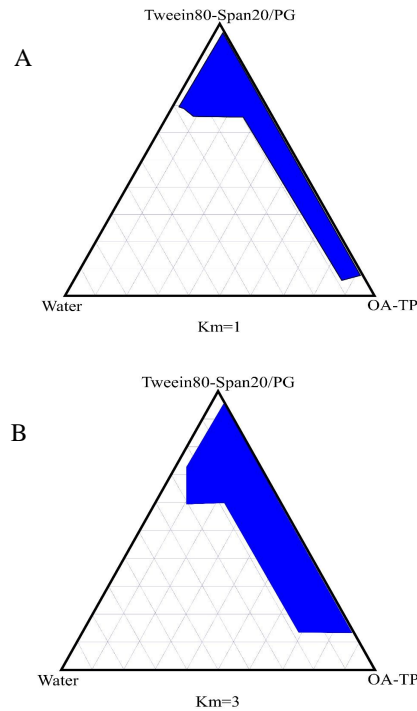 Tweein80-Span20/PG
A
Water
OA-TP
Km=1
Tweein80-Span20/PG
B
Water
OA-TP
Km=3